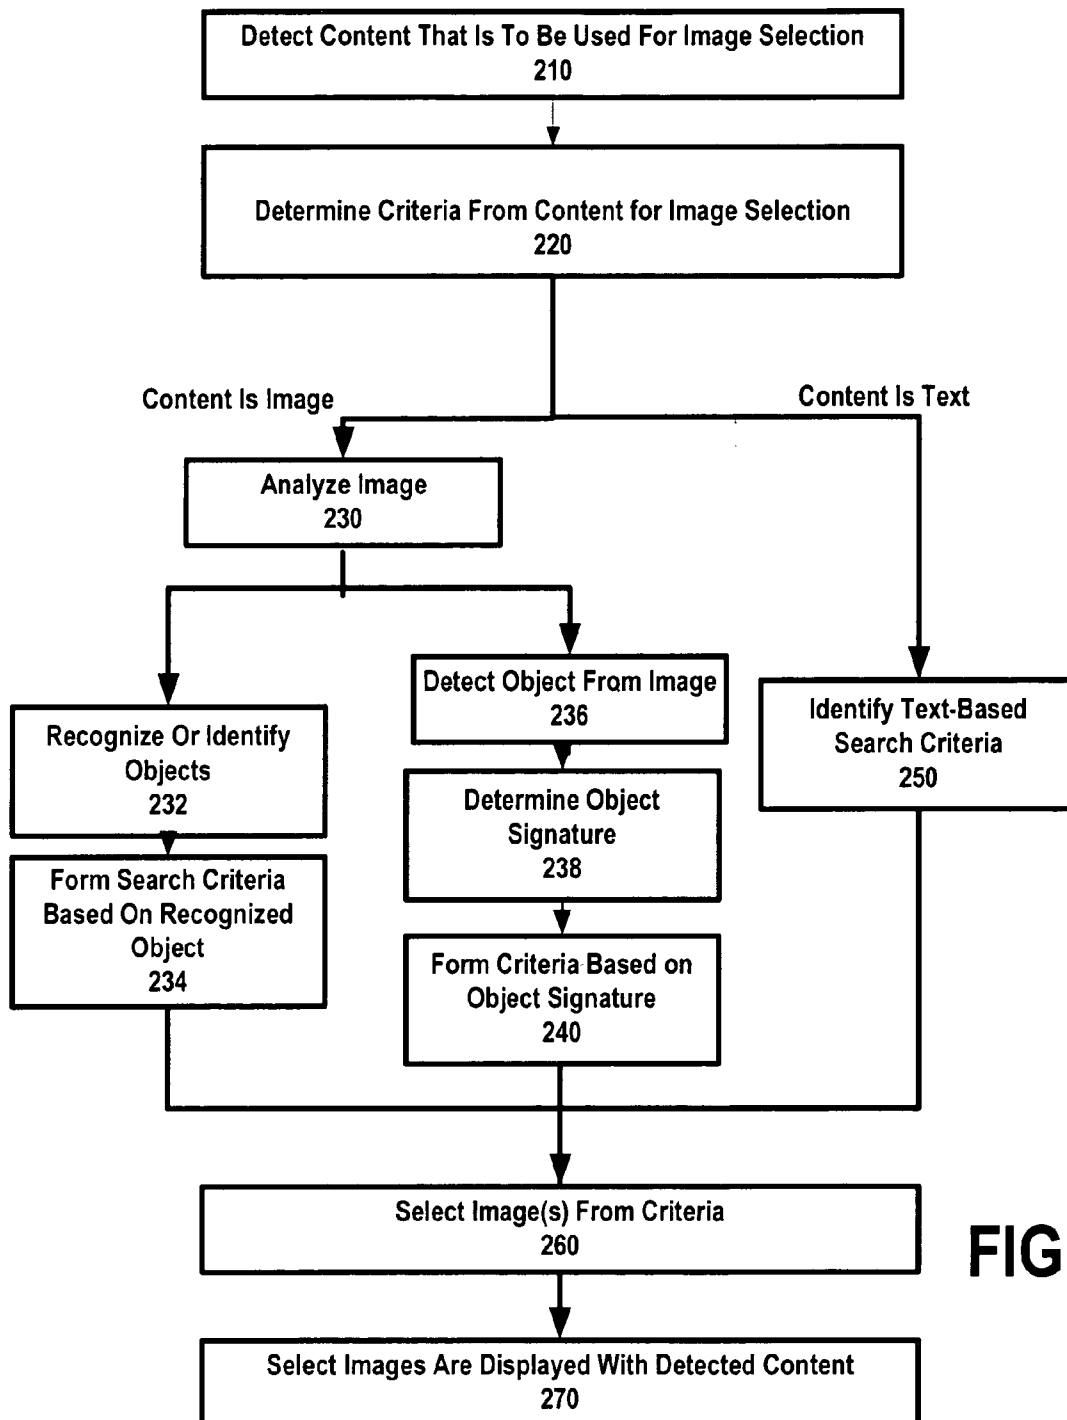 Detect Content That Is To Be Used For Image Selection
210
Determine Criteria From Content for Image Selection
220
Content Is Image
Content Is Text
Analyze Image
230
Recognize Or Identify
Objects
232
Form Search Criteria
Based On Recognized
Object
234
Detect Object From Image
236
Determine Object
Signature
238
Form Criteria Based on
Object Signature
240
Identify Text-Based
Search Criteria
250
Select Image(s) From Criteria
260
FIG
Select Images Are Displayed With Detected Content
270